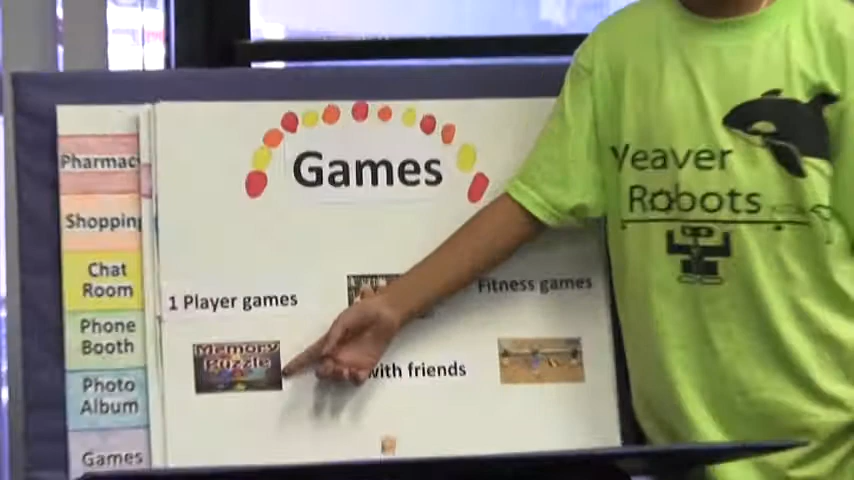 Games
Pharmac
Shopping
Chat
Room
Phone
Booth
Photo
Album
Games
1 Player games
Memory
Puzzle
with friends
Fitness games
Yeaver
Robots